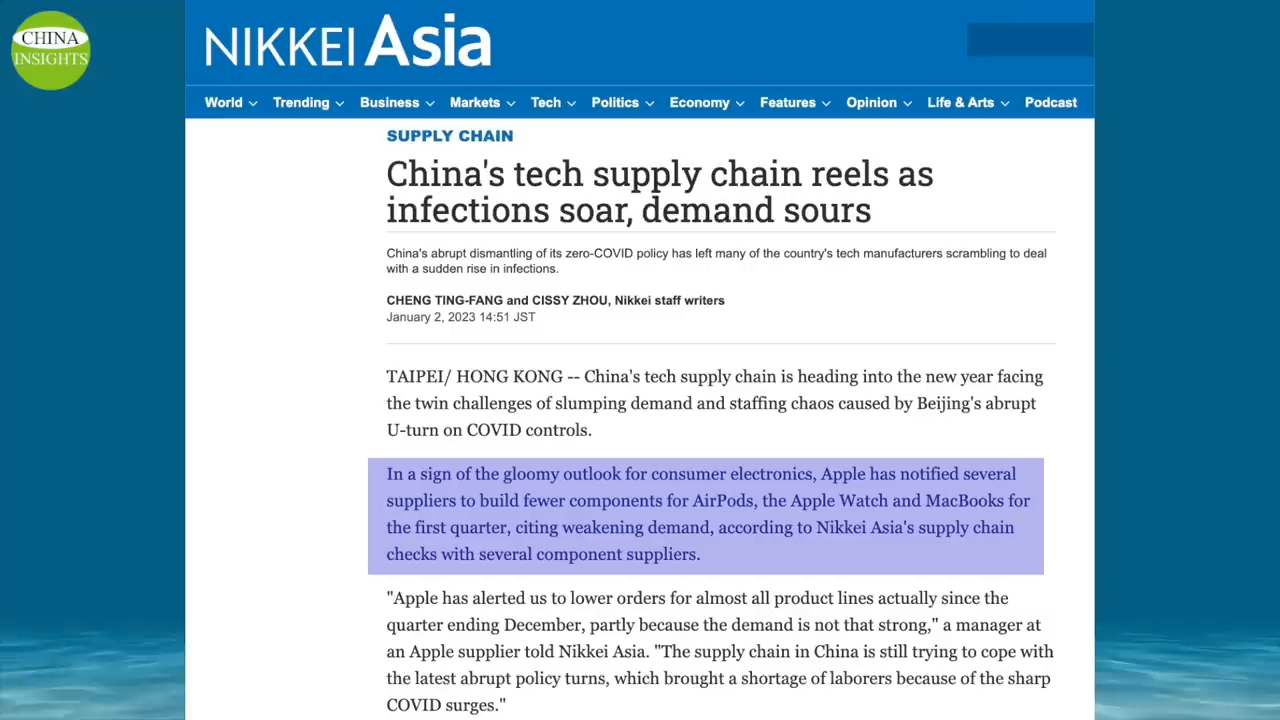 CHINA
INSIGHTS
NIKKEI Asia
World Trending Business Markets Tech Politics Economy Features Opinion Life & Arts Podcast
SUPPLY CHAIN
China's tech supply chain reels as
infections soar, demand sours
China's abrupt dismantling of its zero-COVID policy has left many of the country's tech manufacturers scrambling to deal
with a sudden rise in infections.
CHENG TING-FANG and CISSY ZHOU, Nikkei staff writers
January 2, 2023 14:51 JST
TAIPEI/ HONG KONG -- China's tech supply chain is heading into the new year facing
the twin challenges of slumping demand and staffing chaos caused by Beijing's abrupt
U-turn on COVID controls.
In a sign of the gloomy outlook for consumer electronics, Apple has notified several
suppliers to build fewer components for AirPods, the Apple Watch and MacBooks for
the first quarter, citing weakening demand, according to Nikkei Asia's supply chain
checks with several component suppliers.
"Apple has alerted us to lower orders for almost all product lines actually since the
quarter ending December, partly because the demand is not that strong," a manager at
an Apple supplier told Nikkei Asia. "The supply chain in China is still trying to cope with
the latest abrupt policy turns, which brought a shortage of laborers because of the sharp
COVID surges."